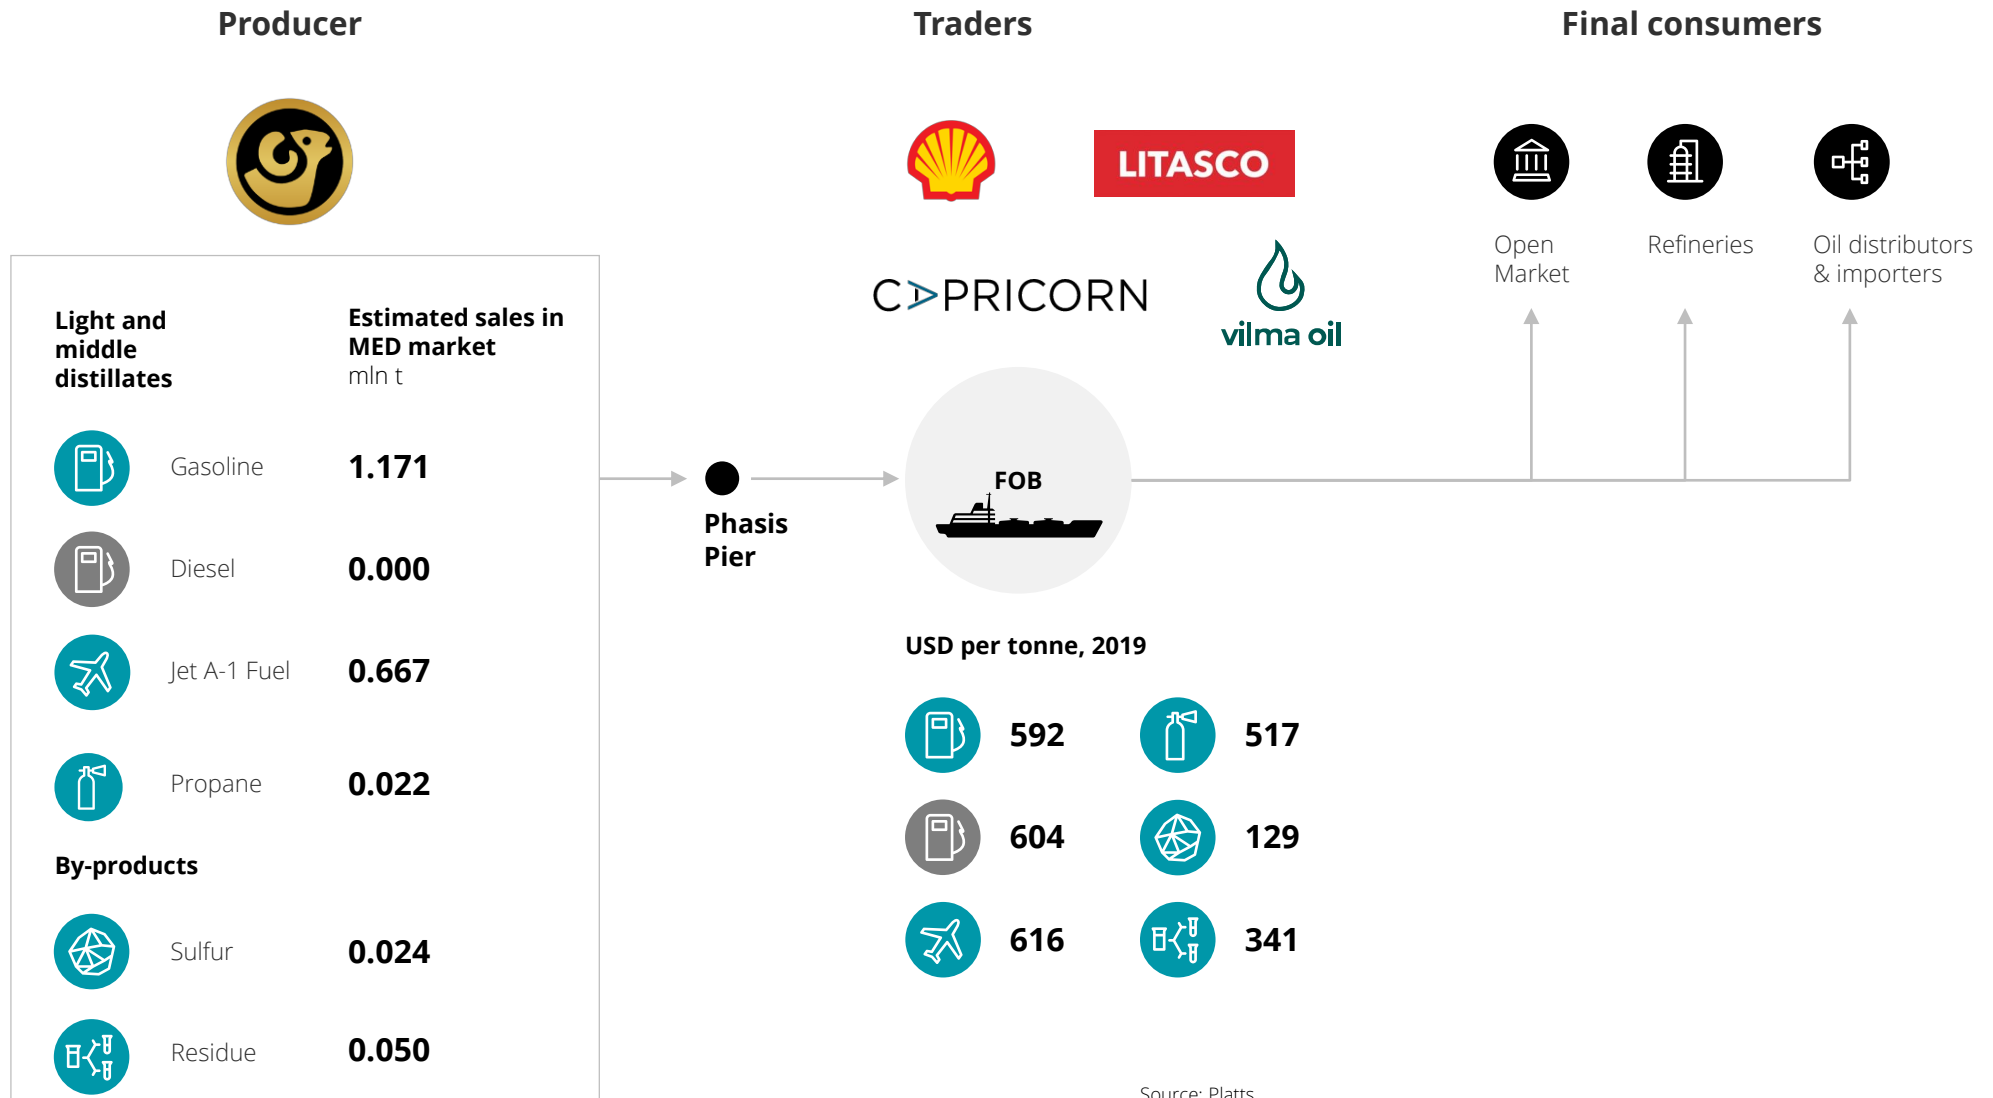 Producer
Traders
Final consumers
LITASCO
CAPRICORN
vilma oil
Open
Market
Refineries
Oil distributors
& importers
Light and
middle
distillates
Estimated sales in
MED market
mln t
Gasoline
1.171
Diesel
0.000
Jet A-1 Fuel
0.667
Propane
0.022
By-products
Sulfur
0.024
Residue
0.050
Phasis
Pier
FOB
USD per tonne, 2019
592
517
604
129
616
341
Source: Platts